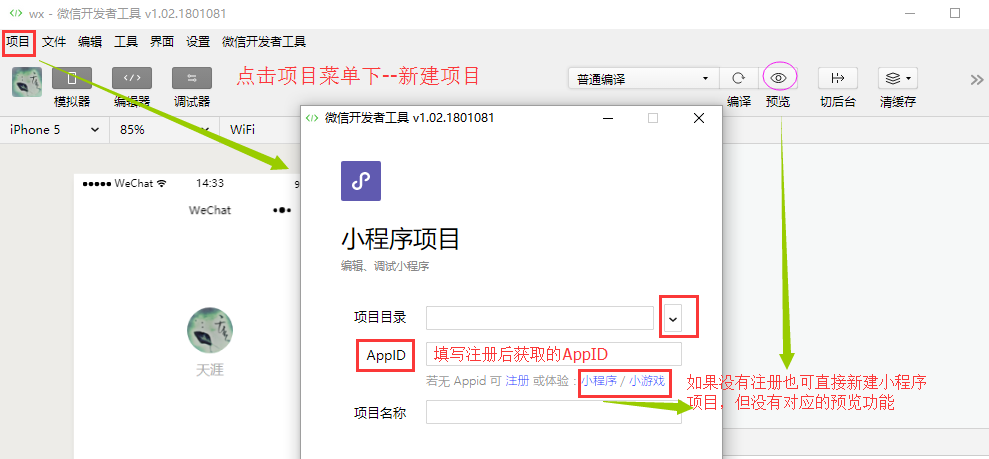 wx - 微信开发者工具 v1.02.1801081
项目 文件 编辑 工具 界面 设置 微信开发者工具
点击项目菜单下--新建项目
普通编译
模拟器 编辑器 调试器
编译 预览 切后台 清缓存
iPhone 5 85% WiFi
微信开发者工具 v1.02.1801081
WeChat 14:33 9
WeChat
小程序项目
编辑、调试小程序
项目目录
AppID 填写注册后获取的AppID
若无 Appid 可 注册 或体验 : 小程序 / 小游戏
项目名称
天涯
如果没有注册也可直接新建小程序
项目，但没有对应的预览功能